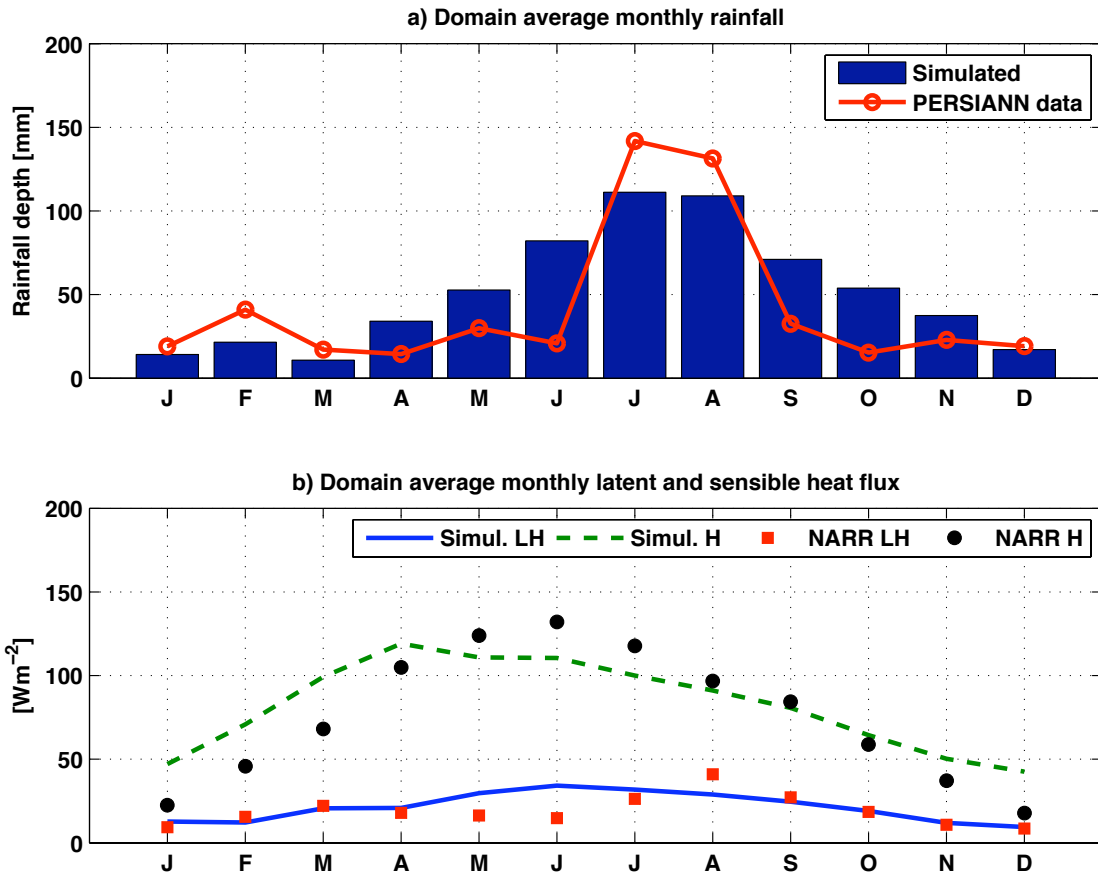 a) Domain average monthly rainfall
200
150
100
50
0
Rainfall depth [mm]
Simulated
PERSIANN data
J F M A M J J A S O N D
b) Domain average monthly latent and sensible heat flux
200
150
100
50
0
[Wm−2]
Simul. LH Simul. H NARR LH NARR H
J F M A M J J A S O N D